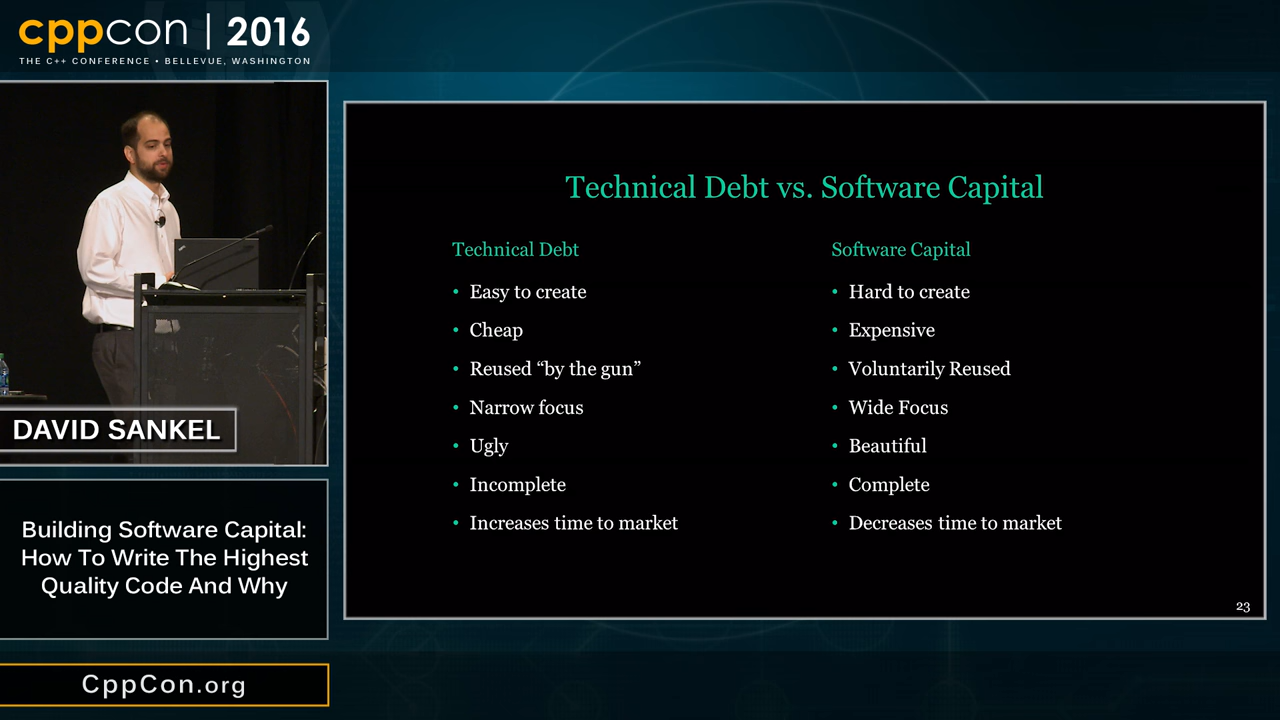 cppcon | 2016
THE C++ CONFERENCE • BELLEVUE, WASHINGTON
DAVID SANKEL
Building Software Capital:
How To Write The Highest
Quality Code And Why
CppCon.org
Technical Debt vs. Software Capital
Technical Debt
• Easy to create
• Cheap
• Reused “by the gun”
• Narrow focus
• Ugly
• Incomplete
• Increases time to market
Software Capital
• Hard to create
• Expensive
• Voluntarily Reused
• Wide Focus
• Beautiful
• Complete
• Decreases time to market
23